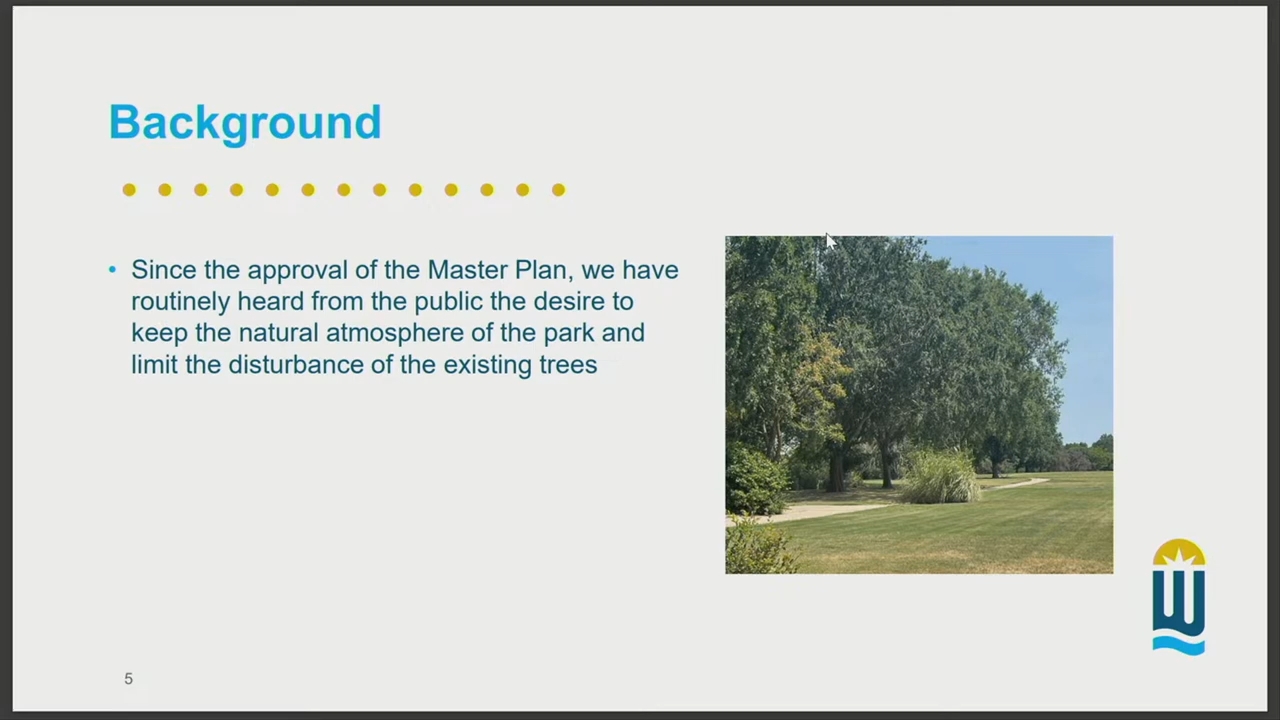 Background
• Since the approval of the Master Plan, we have
routinely heard from the public the desire to
keep the natural atmosphere of the park and
limit the disturbance of the existing trees
W
5